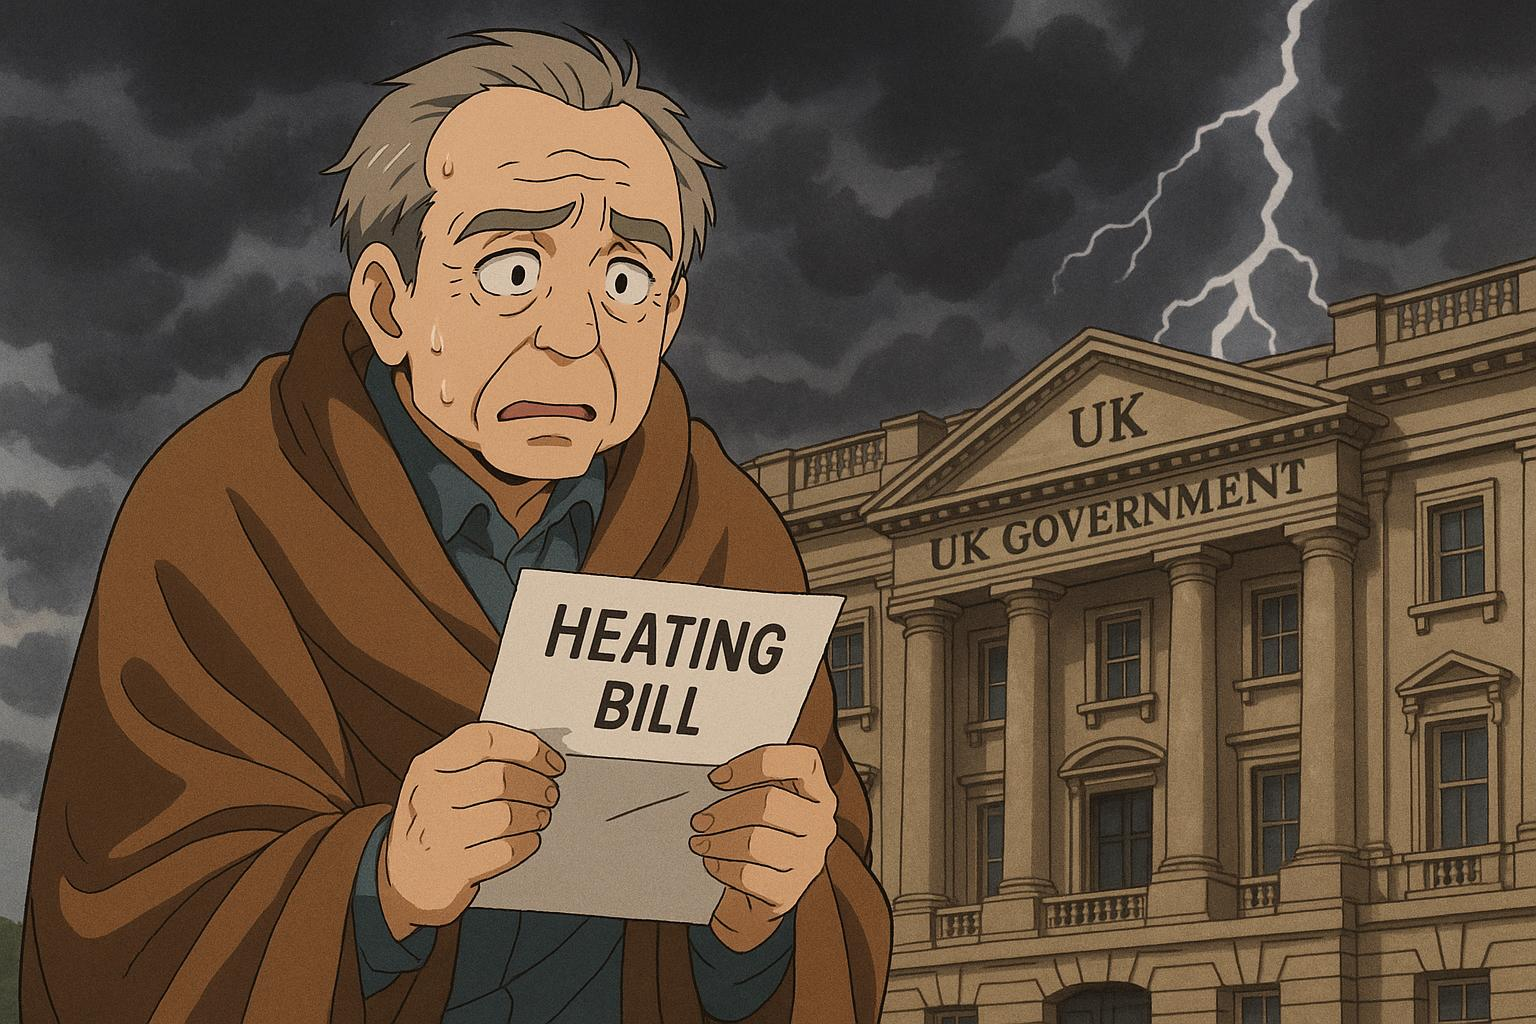 HEATING
BILL
UK
UK GOVERNMENT